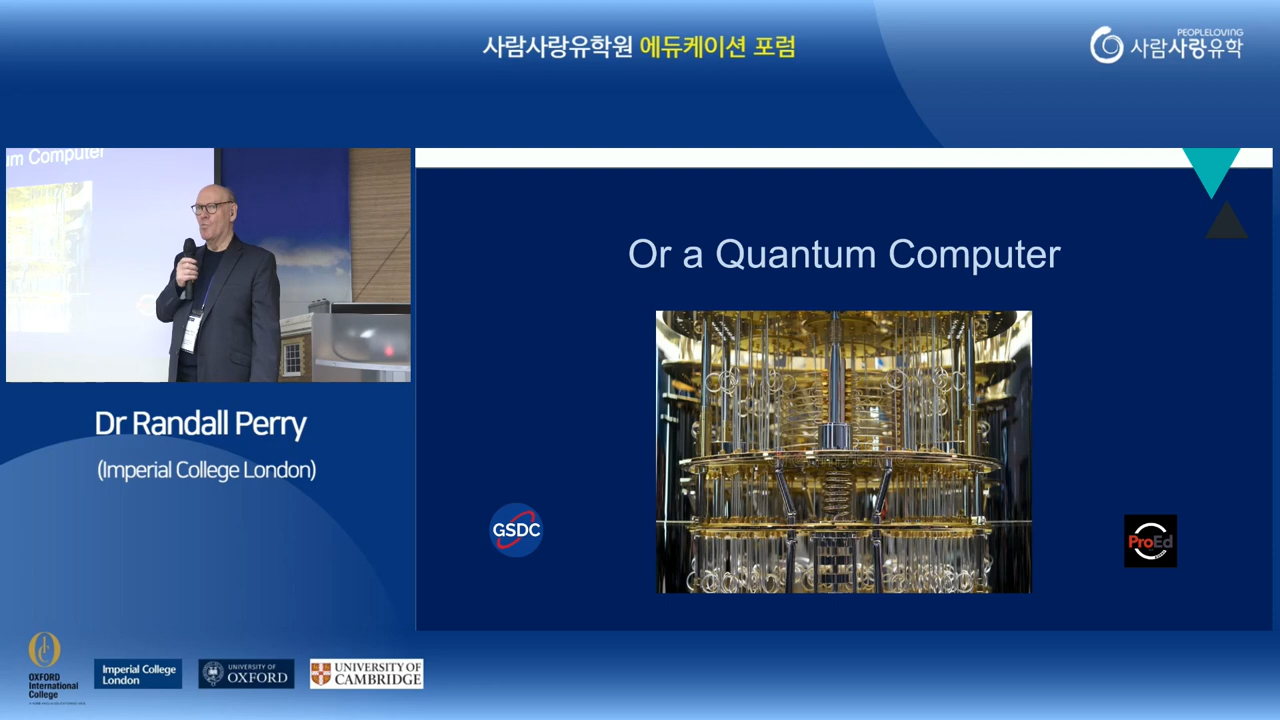 사람사랑유학원 에듀케이션 포럼
PEOPLELOVING
사람사랑유학
um Computer
Or a Quantum Computer
GSDC
ProEd
Dr Randall Perry
(Imperial College London)
OXFORD
International
College
Imperial College
London
UNIVERSITY OF
OXFORD
UNIVERSITY OF
CAMBRIDGE